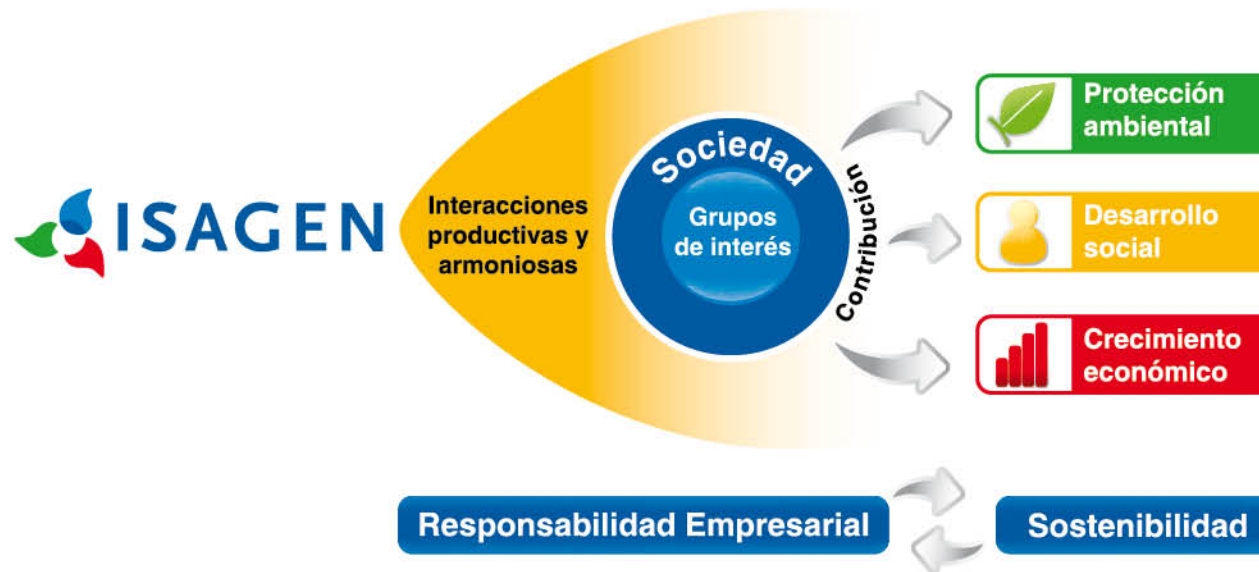 ISAGEN
Interacciones
productivas y
armoniosas
Sociedad
Grupos
de interés
Contribución
Protección
ambiental
Desarrollo
social
Crecimiento
económico
Responsabilidad Empresarial
Sostenibilidad